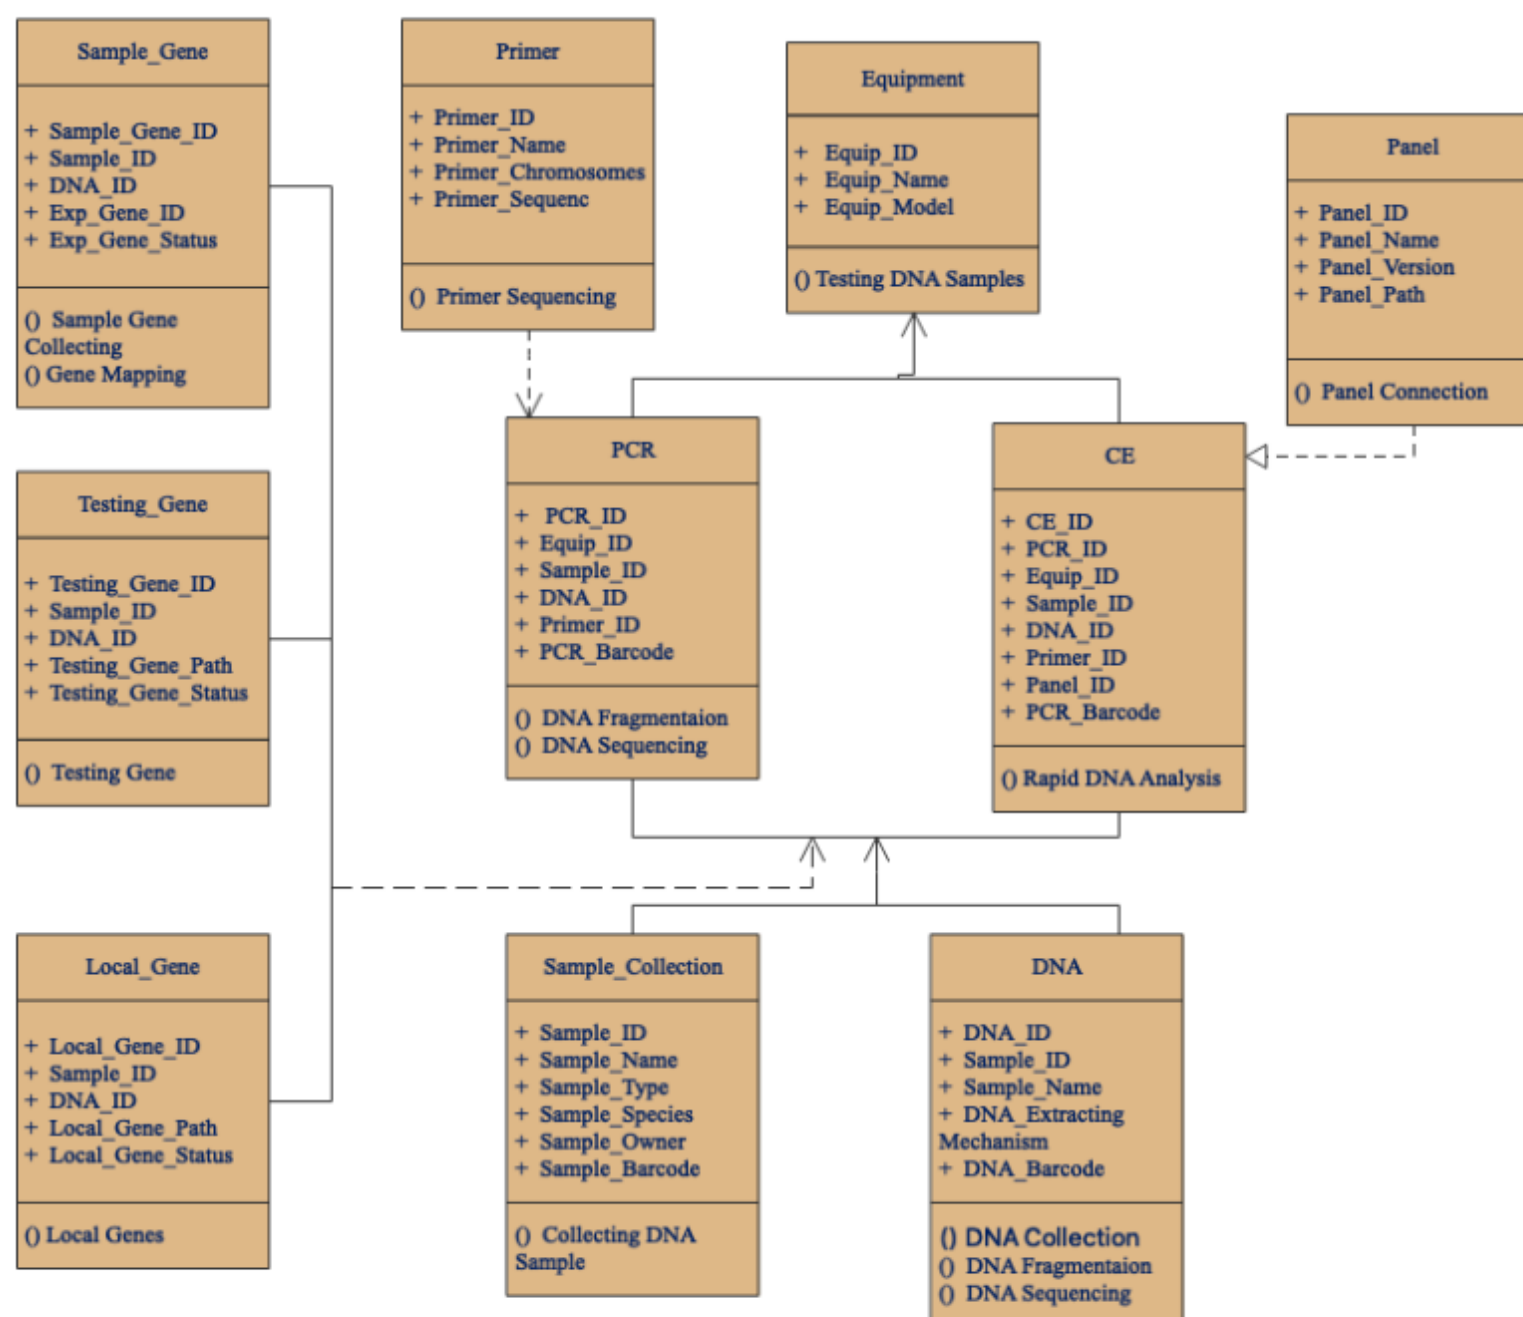 Sample_Gene
+ Sample_Gene_ID
+ Sample_ID
+ DNA_ID
+ Exp_Gene_ID
+ Exp_Gene_Status
() Sample Gene
Collecting
() Gene Mapping
Primer
+ Primer_ID
+ Primer_Name
+ Primer_Chromosomes
+ Primer_Sequenc
() Primer Sequencing
Equipment
+ Equip_ID
+ Equip_Name
+ Equip_Model
() Testing DNA Samples
Panel
+ Panel_ID
+ Panel_Name
+ Panel_Version
+ Panel_Path
() Panel Connection
Testing_Gene
+ Testing_Gene_ID
+ Sample_ID
+ DNA_ID
+ Testing_Gene_Path
+ Testing_Gene_Status
() Testing Gene
PCR
+ PCR_ID
+ Equip_ID
+ Sample_ID
+ DNA_ID
+ Primer_ID
+ PCR_Barcode
() DNA Fragmentaion
() DNA Sequencing
CE
+ CE_ID
+ PCR_ID
+ Equip_ID
+ Sample_ID
+ DNA_ID
+ Primer_ID
+ Panel_ID
+ PCR_Barcode
() Rapid DNA Analysis
Local_Gene
+ Local_Gene_ID
+ Sample_ID
+ DNA_ID
+ Local_Gene_Path
+ Local_Gene_Status
() Local Genes
Sample_Collection
+ Sample_ID
+ Sample_Name
+ Sample_Type
+ Sample_Species
+ Sample_Owner
+ Sample_Barcode
() Collecting DNA
Sample
DNA
+ DNA_ID
+ Sample_ID
+ Sample_Name
+ DNA_Extracting
Mechanism
+ DNA_Barcode
() DNA Collection
() DNA Fragmentaion
() DNA Sequencing